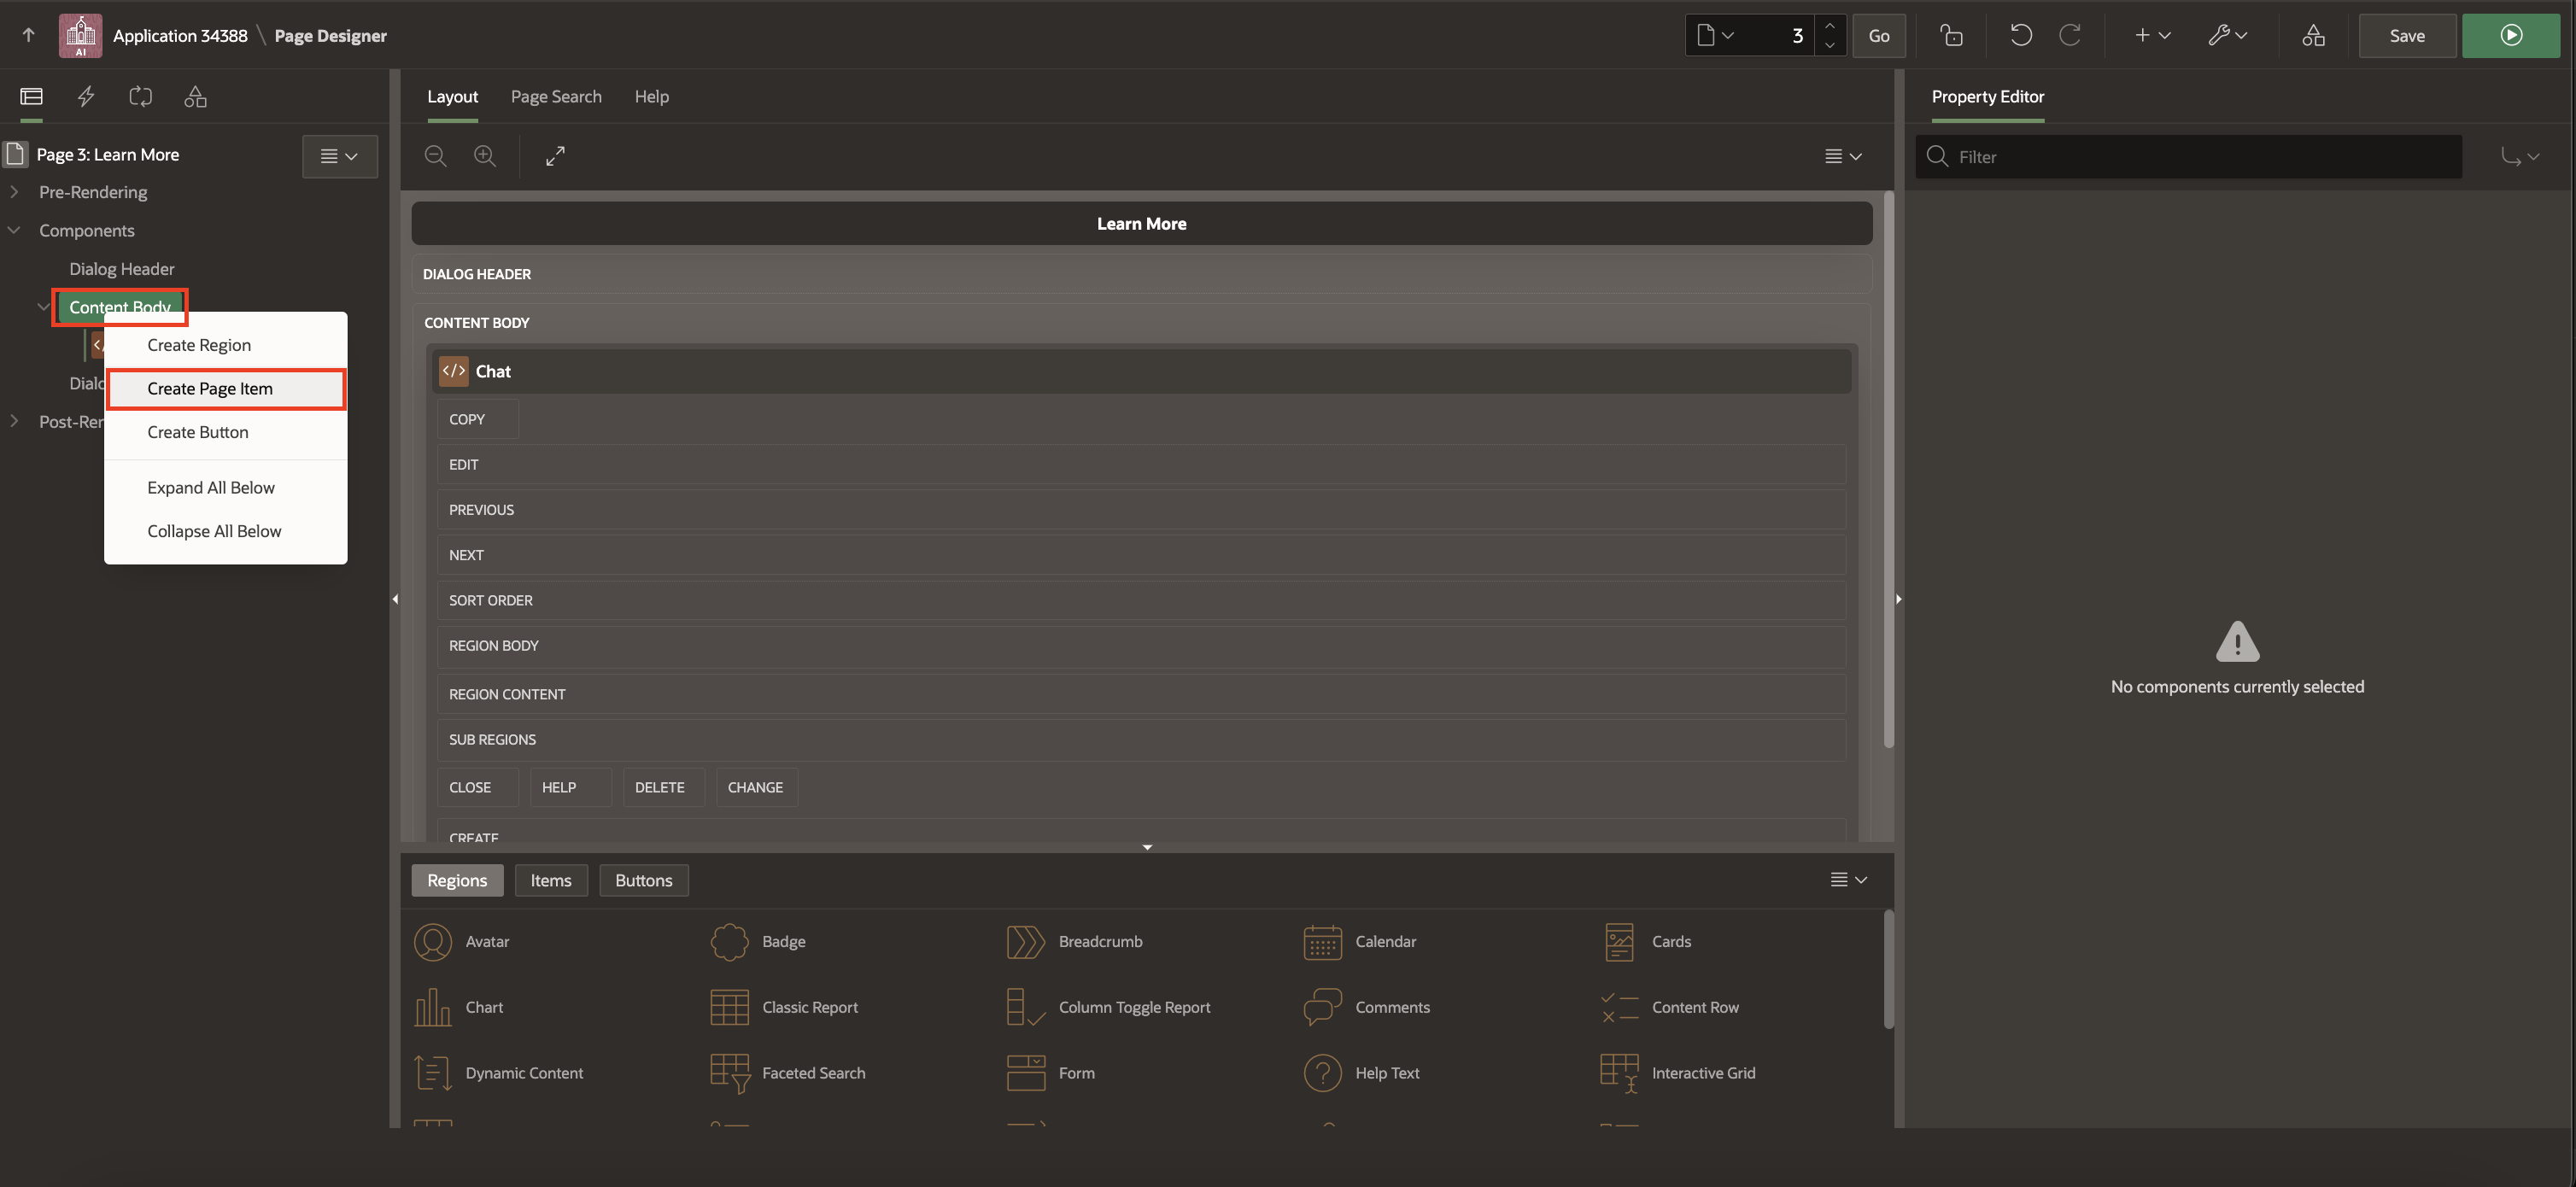 AI
Application 34388 \ Page Designer
3
Go
Save
Layout
Page Search
Help
Property Editor
Page 3: Learn More
Filter
Pre-Rendering
Components
Dialog Header
Content Body
Create Region
Create Page Item
Create Button
Expand All Below
Collapse All Below
Post-Rer
Learn More
DIALOG HEADER
CONTENT BODY
</> Chat
COPY
EDIT
PREVIOUS
NEXT
SORT ORDER
REGION BODY
REGION CONTENT
SUB REGIONS
CLOSE
HELP
DELETE
CHANGE
CREATE
No components currently selected
Regions
Items
Buttons
Avatar
Badge
Breadcrumb
Calendar
Cards
Chart
Classic Report
Column Toggle Report
Comments
Content Row
Dynamic Content
Faceted Search
Form
Help Text
Interactive Grid